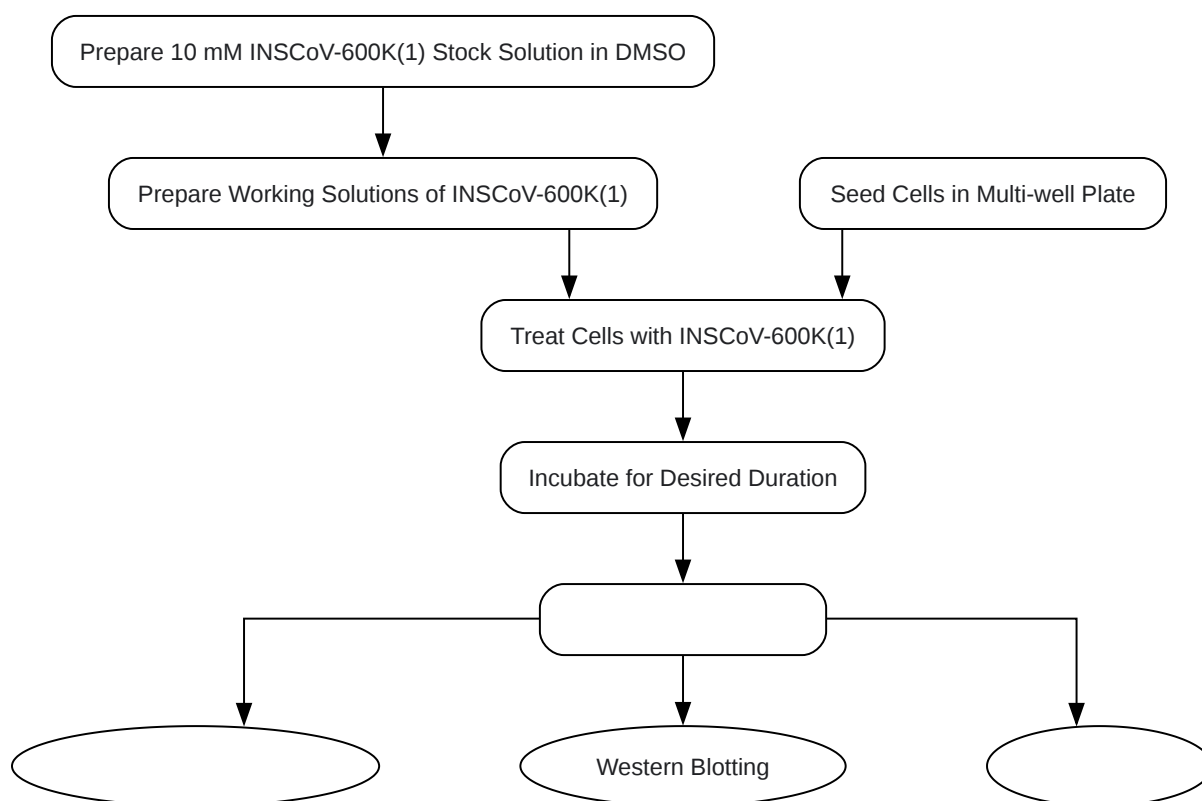 Prepare 10 mM INSCoV-600K(1) Stock Solution in DMSO
Prepare Working Solutions of INSCoV-600K(1)
Seed Cells in Multi-well Plate
Treat Cells with INSCoV-600K(1)
Incubate for Desired Duration
Western Blotting